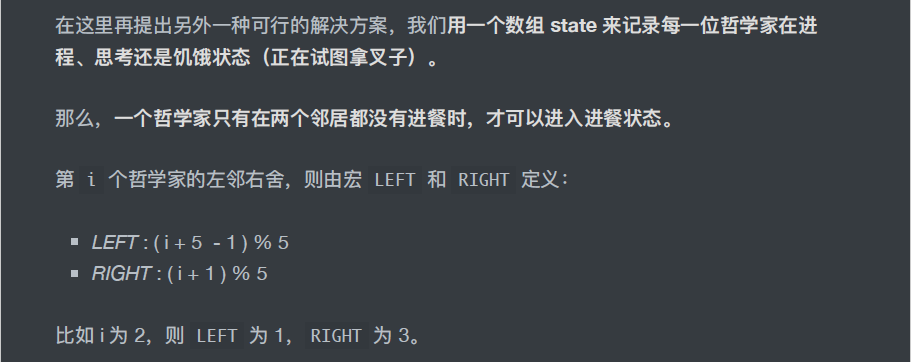 在这里再提出另外一种可行的解决方案，我们用一个数组 state 来记录每一位哲学家在进
程、思考还是饥饿状态（正在试图拿叉子）。
那么，一个哲学家只有在两个邻居都没有进餐时，才可以进入进餐状态。
第 i 个哲学家的左邻右舍，则由宏 LEFT 和 RIGHT 定义：
LEFT : ( i + 5 - 1 ) % 5
RIGHT : ( i + 1 ) % 5
比如 i 为 2，则 LEFT 为 1，RIGHT 为 3。